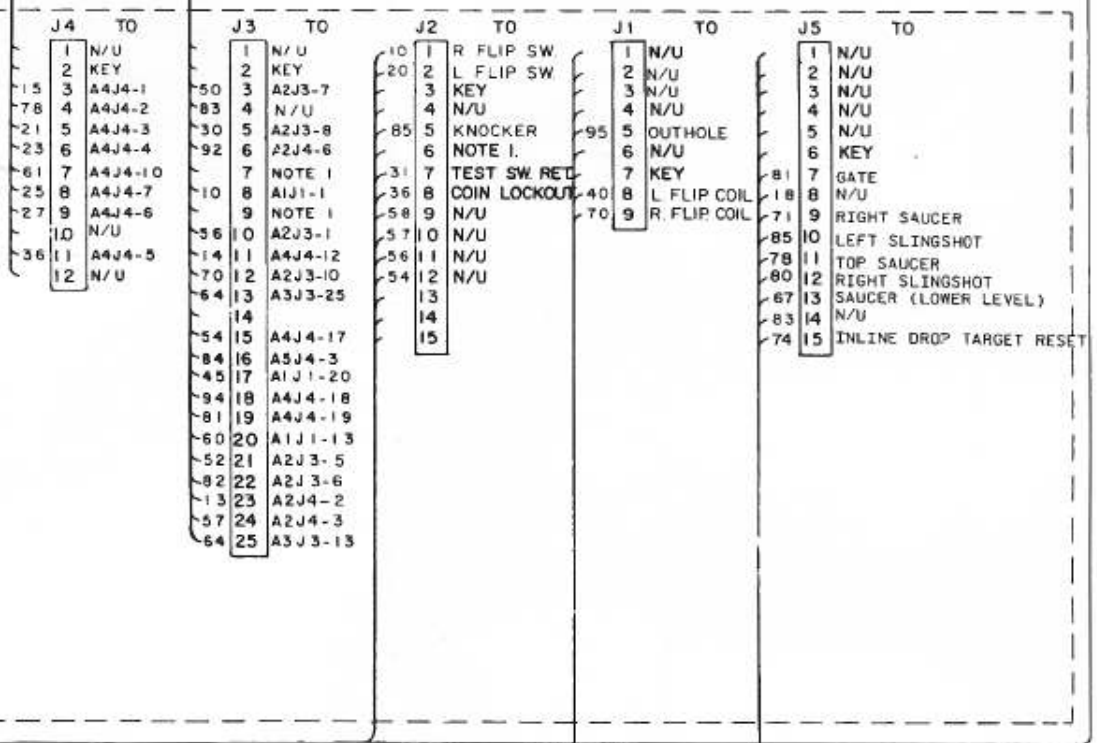 J4 TO
1 N/U
2 KEY
15 3 A4J4-1
78 4 A4J4-2
21 5 A4J4-3
23 6 A4J4-4
61 7 A4J4-10
25 8 A4J4-7
27 9 A4J4-6
10 N/U
36 11 A4J4-5
12 N/U
J3 TO
1 N/U
2 KEY
50 3 A2J3-7
83 4 N/U
30 5 A2J3-8
92 6 A2J4-6
7 NOTE 1
10 8 A1J1-1
9 NOTE 1
56 10 A2J3-1
14 11 A4J4-12
70 12 A2J3-10
64 13 A3J3-25
14
54 15 A4J4-17
84 16 A5J4-3
45 17 A1J1-20
94 18 A4J4-18
81 19 A4J4-19
60 20 A1J1-13
52 21 A2J3-5
82 22 A2J3-6
13 23 A2J4-2
57 24 A2J4-3
64 25 A3J3-13
J2 TO
10 1 R FLIP SW.
20 2 L FLIP SW
3 KEY
4 N/U
85 5 KNOCKER
6 NOTE 1.
31 7 TEST SW. RET.
36 8 COIN LOCKOUT
58 9 N/U
57 10 N/U
56 11 N/U
54 12 N/U
13
14
15
J1 TO
1 N/U
2 N/U
3 N/U
4 N/U
95 5 OUTHOLE
6 N/U
7 KEY
40 8 L FLIP COIL
70 9 R. FLIP COIL
J5 TO
1 N/U
2 N/U
3 N/U
4 N/U
5 N/U
6 KEY
81 7 GATE
18 8 N/U
71 9 RIGHT SAUCER
85 10 LEFT SLINGSHOT
78 11 TOP SAUCER
80 12 RIGHT SLINGSHOT
67 13 SAUCER (LOWER LEVEL)
83 14 N/U
74 15 INLINE DROP TARGET RESET